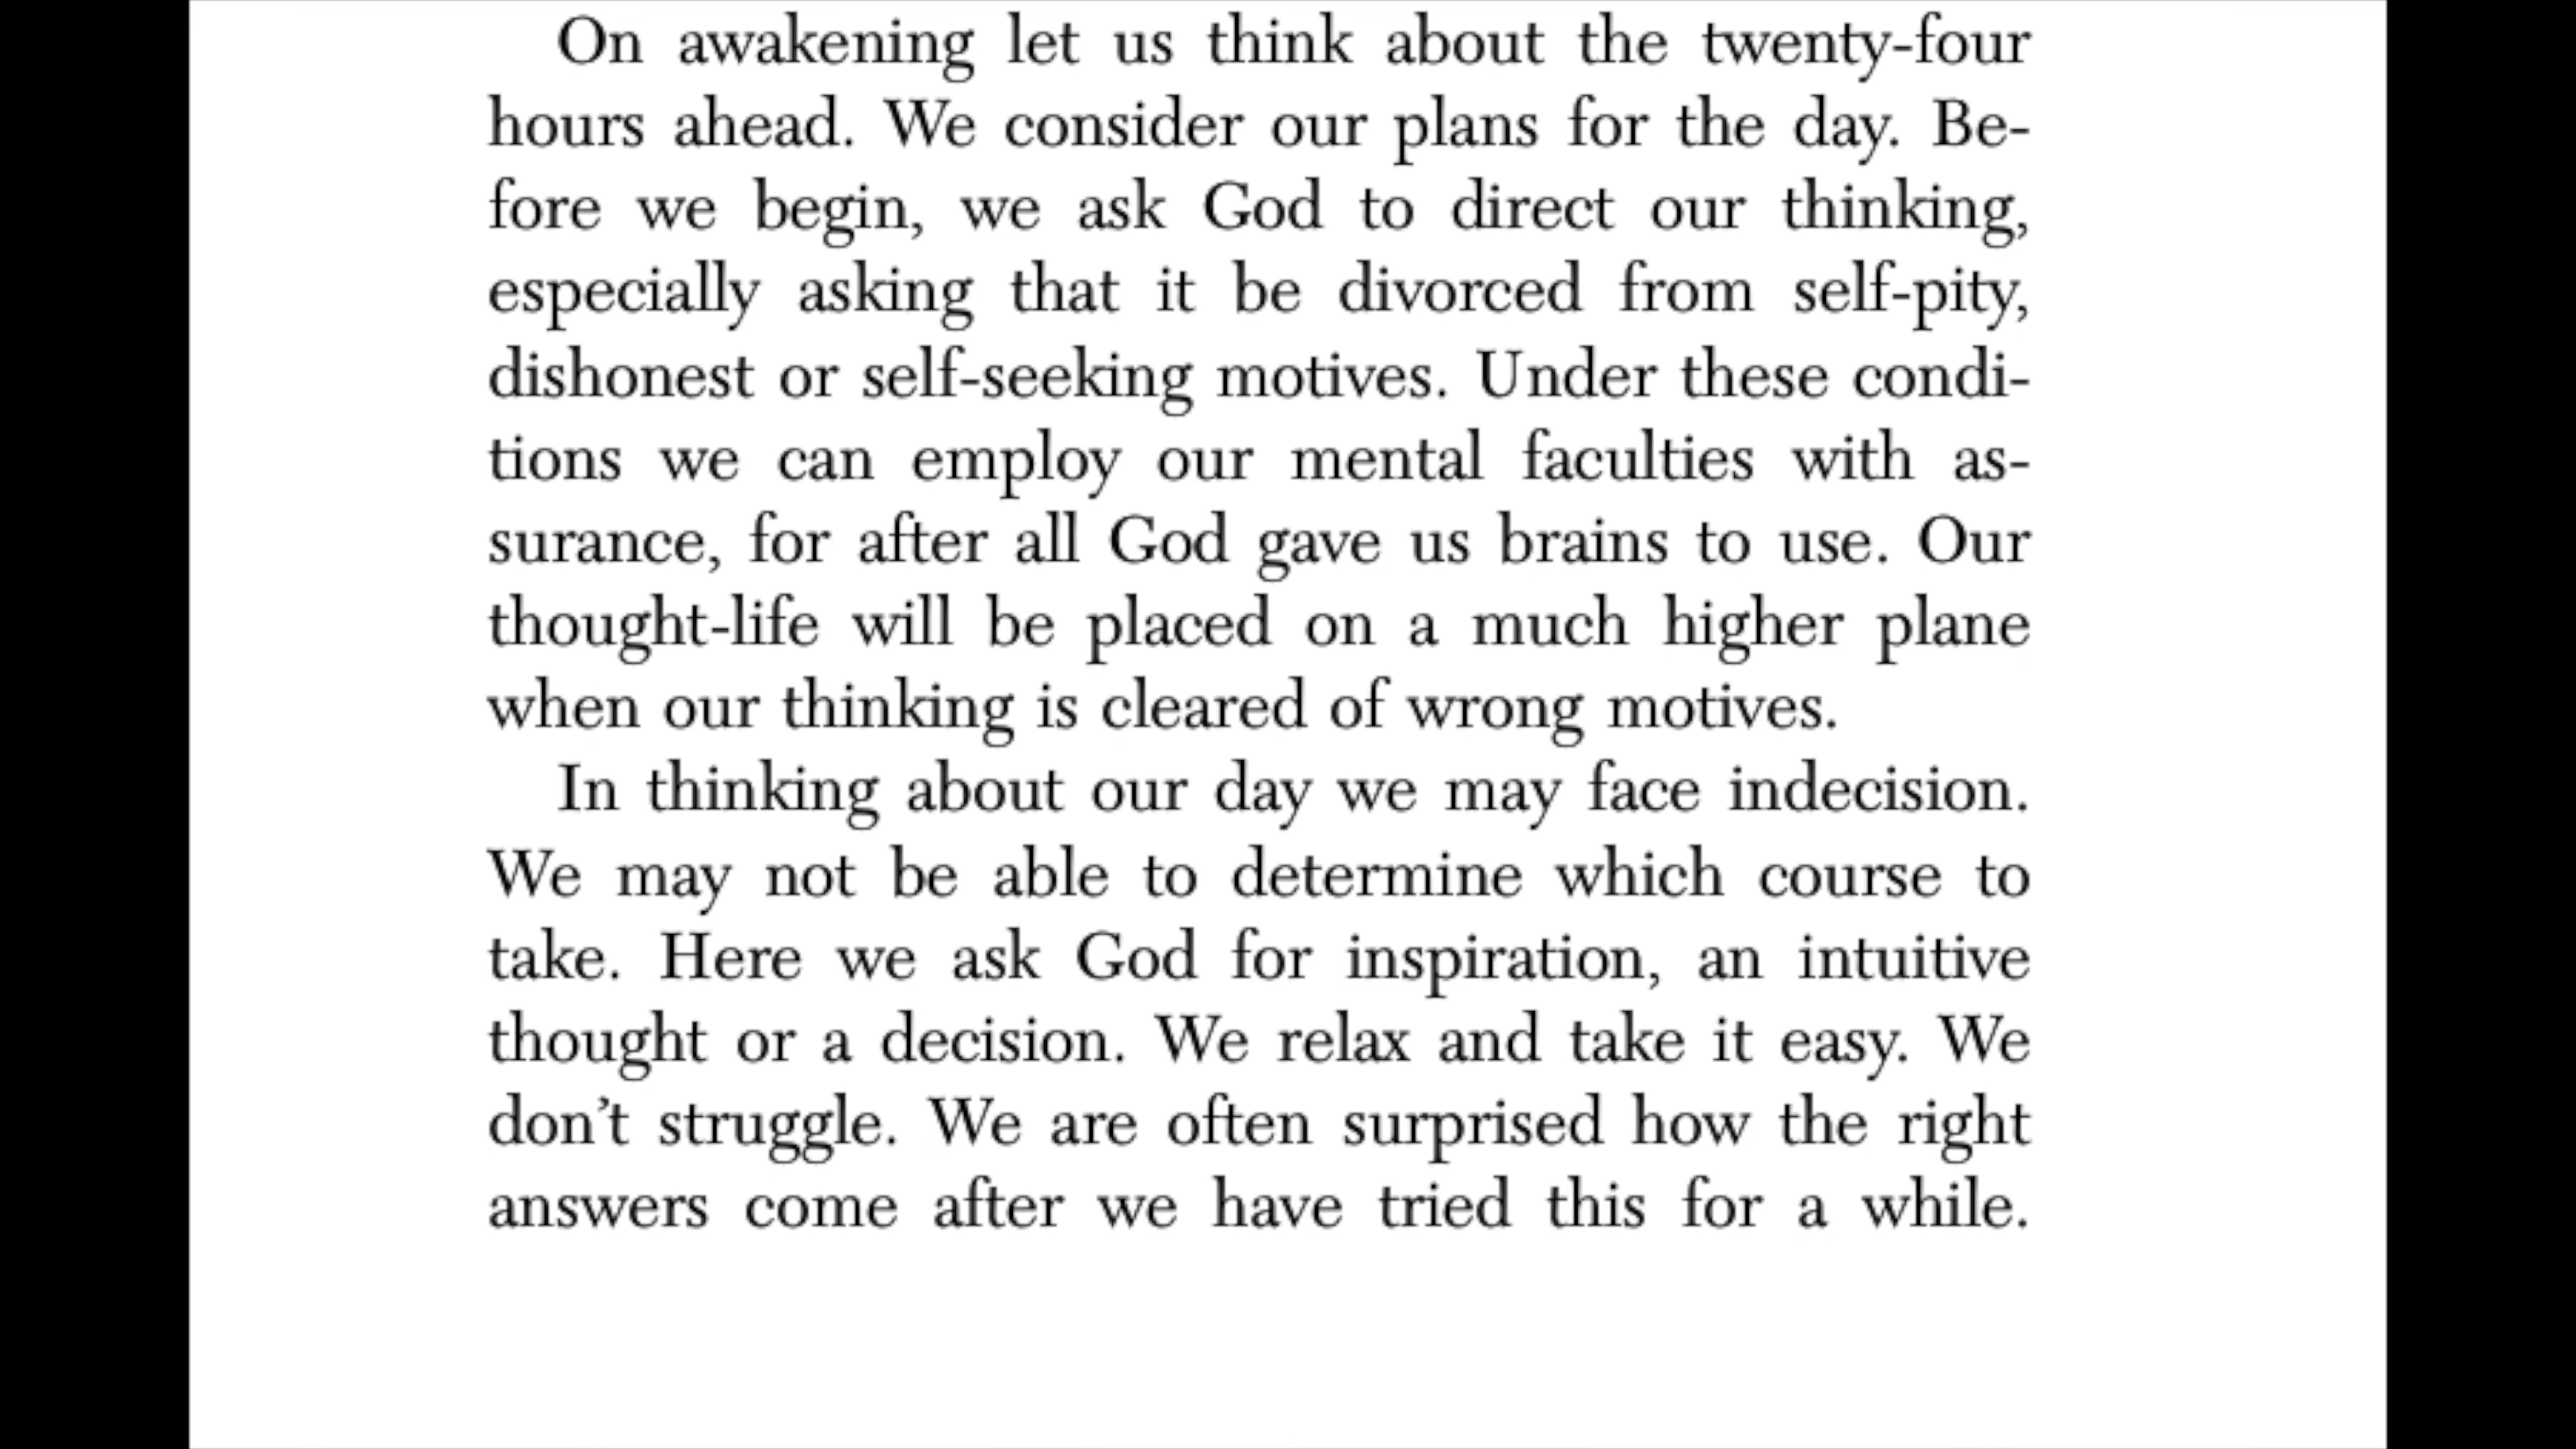 On awakening let us think about the twenty-four
hours ahead. We consider our plans for the day. Be-
fore we begin, we ask God to direct our thinking,
especially asking that it be divorced from self-pity,
dishonest or self-seeking motives. Under these condi-
tions we can employ our mental faculties with as-
surance, for after all God gave us brains to use. Our
thought-life will be placed on a much higher plane
when our thinking is cleared of wrong motives.
In thinking about our day we may face indecision.
We may not be able to determine which course to
take. Here we ask God for inspiration, an intuitive
thought or a decision. We relax and take it easy. We
don’t struggle. We are often surprised how the right
answers come after we have tried this for a while.